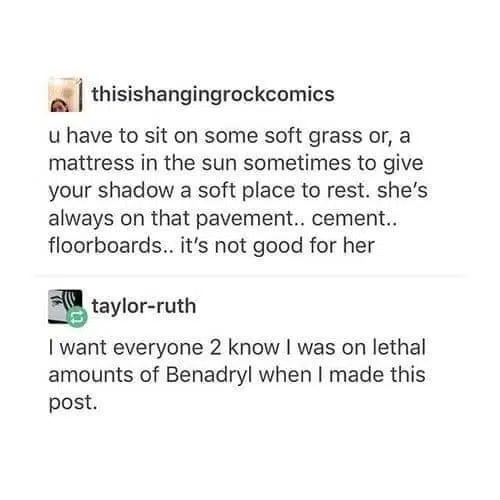 thisishangingrockcomics
u have to sit on some soft grass or, a
mattress in the sun sometimes to give
your shadow a soft place to rest. she's
always on that pavement.. cement..
floorboards.. it's not good for her
taylor-ruth
I want everyone 2 know I was on lethal
amounts of Benadryl when I made this
post.